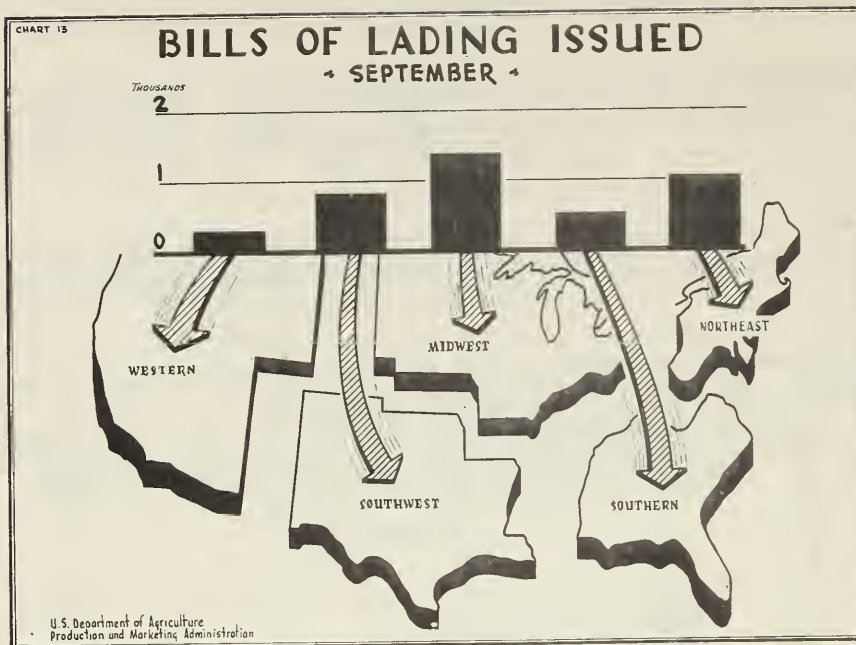 CHART 13
BILLS OF LADING ISSUED
SEPTEMBER
THOUSANDS
2
1
0
WESTERN
MIDWEST
NORTHEAST
SOUTHWEST
SOUTHERN
U.S. Department of Agriculture
Production and Marketing Administration